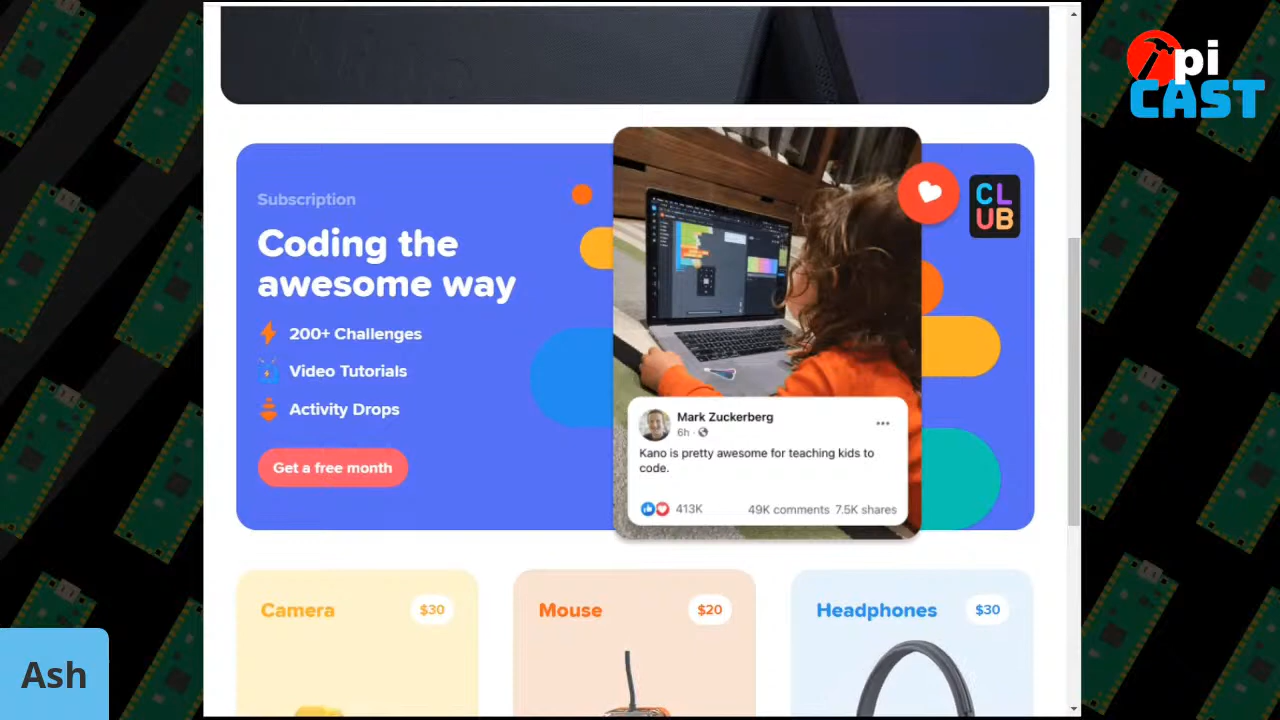 pi
CAST
Subscription
Coding the
awesome way
200+ Challenges
Video Tutorials
Activity Drops
Get a free month
CL
UB
Mark Zuckerberg
6h ·
Kano is pretty awesome for teaching kids to
code.
413K 49K comments 7.5K shares
Camera $30
Mouse $20
Headphones $30
Ash